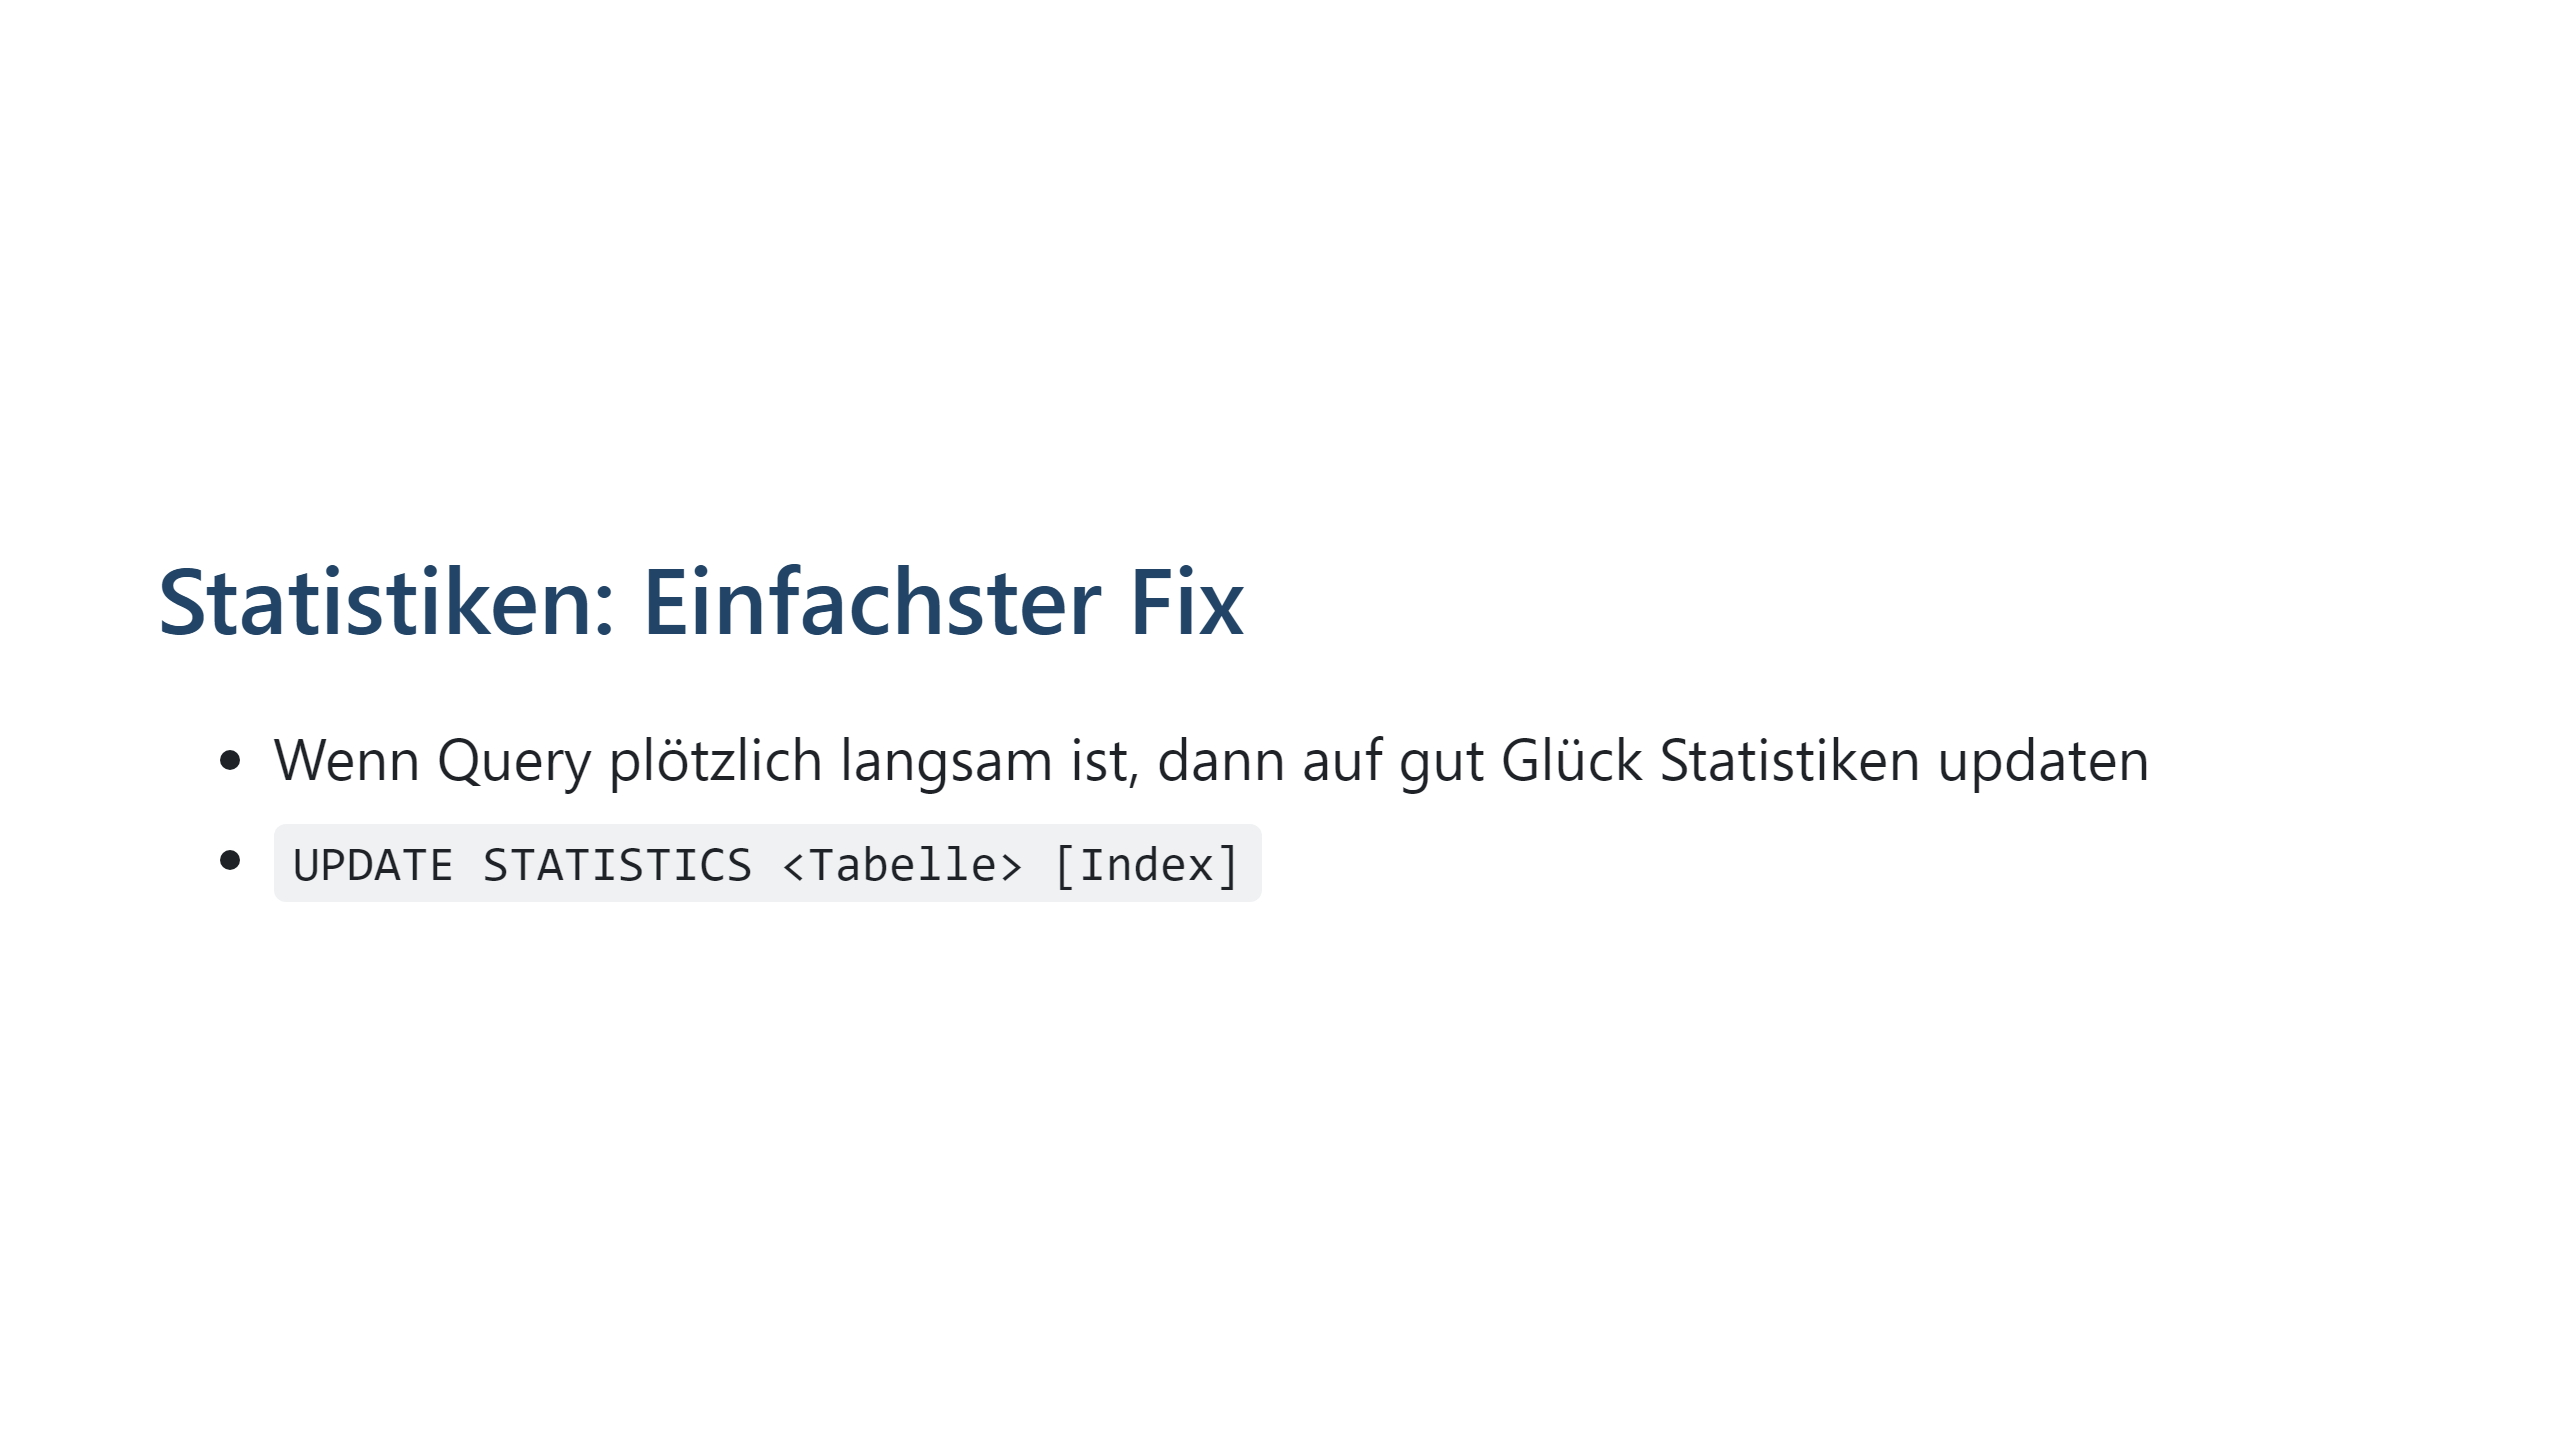 Statistiken: Einfachster Fix
Wenn Query plötzlich langsam ist, dann auf gut Glück Statistiken updaten
UPDATE STATISTICS <Tabelle> [Index]